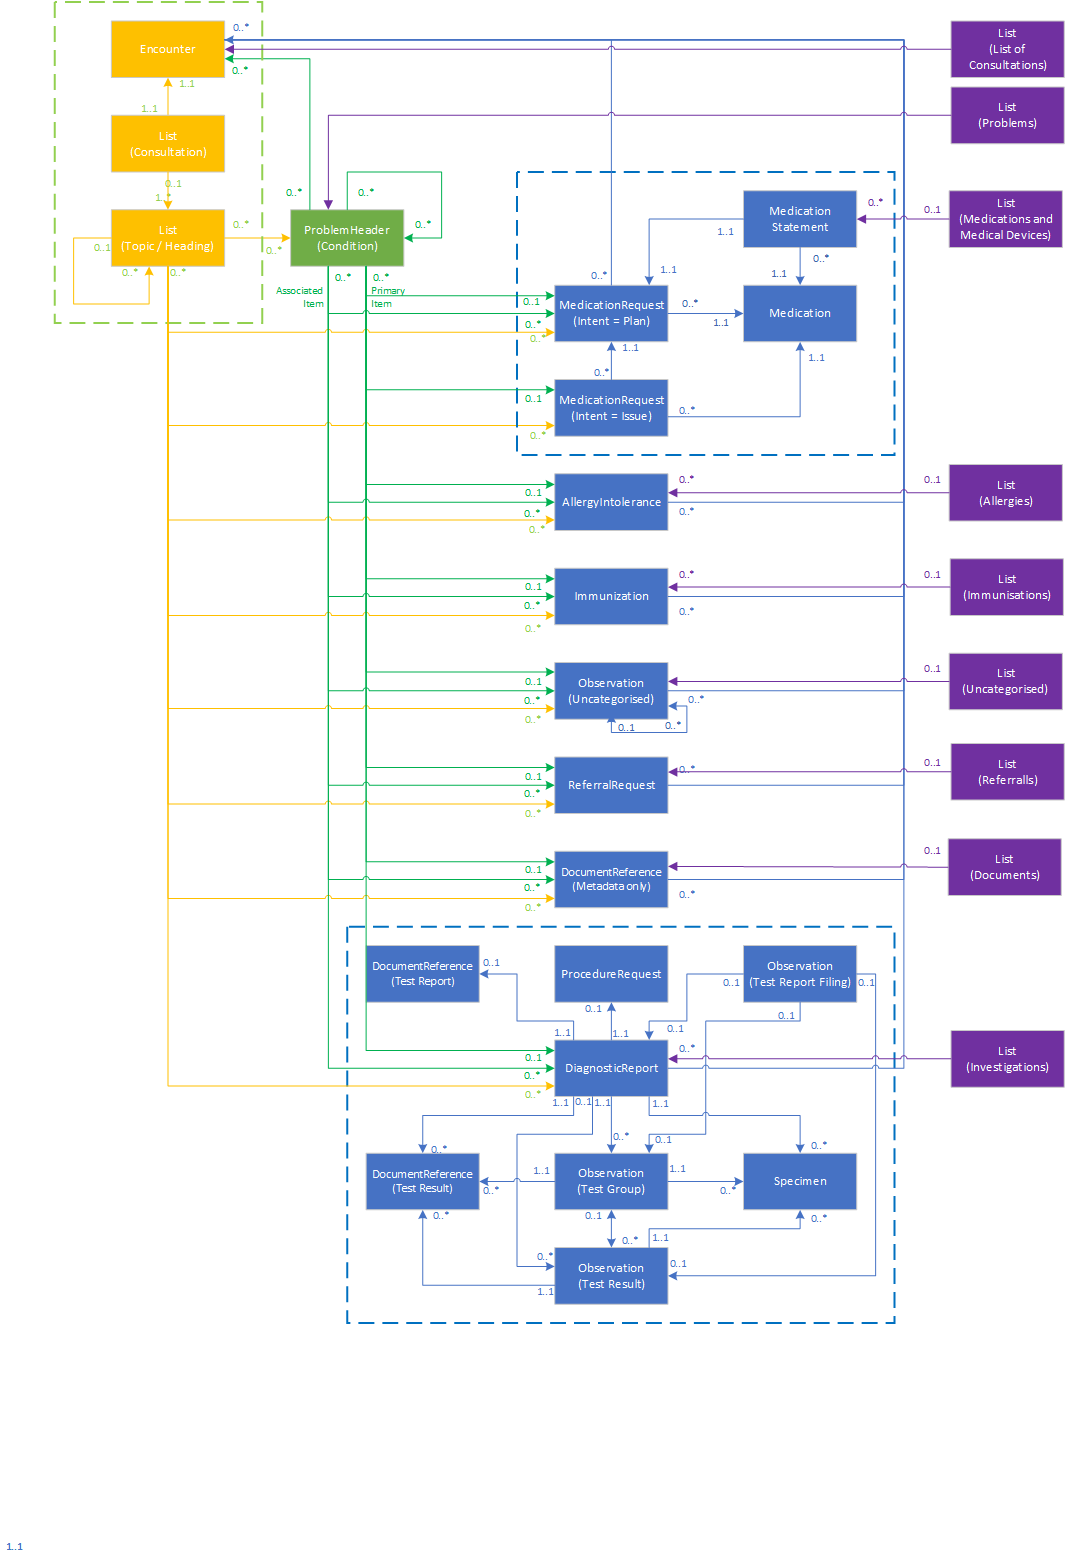 Encounter
0..*
0..*
1..1
1..1
List
(Consultation)
0..1
1..*
List
(Topic / Heading)
0..1
0..*
0..*
0..*
0..*
0..*
0..*
0..*
ProblemHeader
(Condition)
0..*
0..*
Associated
Item
Primary
Item
List
(List of
Consultations)
List
(Problems)
List
(Medications and
Medical Devices)
0..1
0..*
Medication
Statement
1..1
0..*
1..1
1..1
0..*
MedicationRequest
(Intent = Plan)
0..1
0..*
0..*
0..*
1..1
Medication
1..1
1..1
0..*
MedicationRequest
(Intent = Issue)
0..1
0..*
0..*
AllergyIntolerance
0..1
0..*
0..*
0..*
0..*
0..1
List
(Allergies)
Immunization
0..1
0..*
0..*
0..*
0..*
0..1
List
(Immunisations)
Observation
(Uncategorised)
0..1
0..*
0..*
0..*
0..1
0..*
0..1
List
(Uncategorised)
ReferralRequest
0..1
0..*
0..*
0..*
0..1
List
(Referralls)
DocumentReference
(Metadata only)
0..1
0..*
0..*
0..*
0..1
List
(Documents)
DocumentReference
(Test Report)
0..1
ProcedureRequest
0..1
Observation
(Test Report Filing)
0..1
0..1
0..1
0..1
1..1
1..1
DiagnosticReport
0..1
0..*
0..*
0..*
List
(Investigations)
1..1
0..1
1..1
1..1
0..*
0..*
0..1
0..*
DocumentReference
(Test Result)
1..1
0..*
Observation
(Test Group)
1..1
0..*
Specimen
0..*
0..1
0..*
1..1
0..*
0..*
Observation
(Test Result)
0..1
1..1
1..1